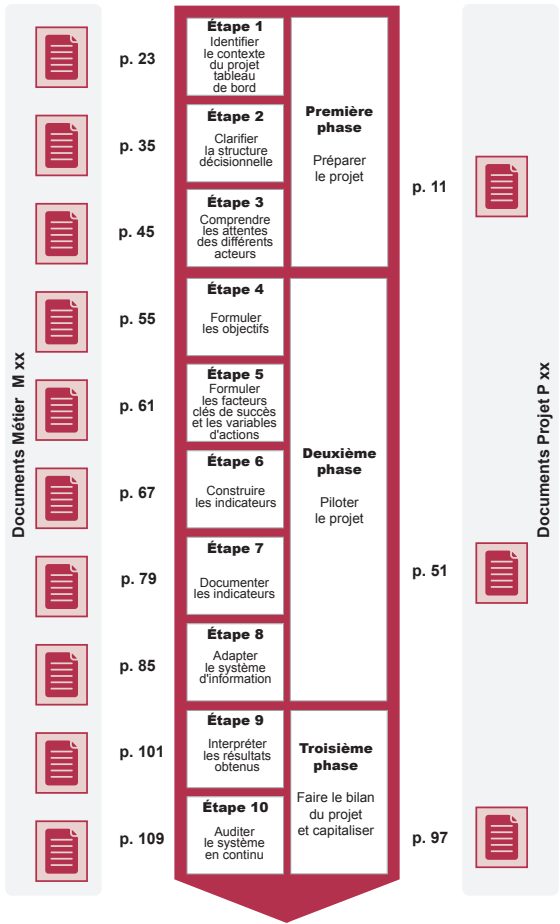 Documents Métier M xx
p. 23
p. 35
p. 45
p. 55
p. 61
p. 67
p. 79
p. 85
p. 101
p. 109
Étape 1
Identifier
le contexte
du projet
tableau
de bord
Étape 2
Clarifier
la structure
décisionnelle
Étape 3
Comprendre
les attentes
des différents
acteurs
Étape 4
Formuler
les objectifs
Étape 5
Formuler
les facteurs
clés de succès
et les variables
d'actions
Étape 6
Construire
les indicateurs
Étape 7
Documenter
les indicateurs
Étape 8
Adapter
le système
d'information
Étape 9
Interpréter
les résultats
obtenus
Étape 10
Auditer
le système
en continu
Première
phase
Préparer
le projet
Deuxième
phase
Piloter
le projet
Troisième
phase
Faire le bilan
du projet
et capitaliser
p. 11
p. 51
p. 97
Documents Projet P xx